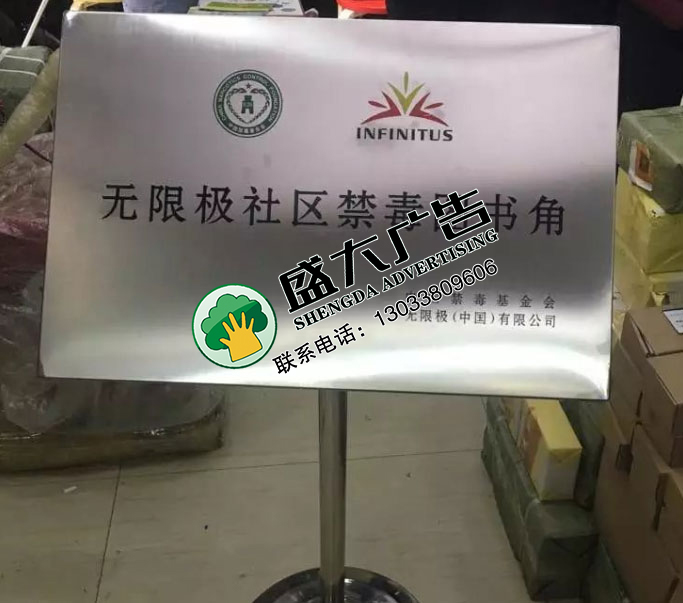 INFINITUS
无限极社区禁毒 书角
盛大广告
SHENGDA ADVERTISING
联系电话：13033809606
禁毒基金会
无限极(中国)有限公司